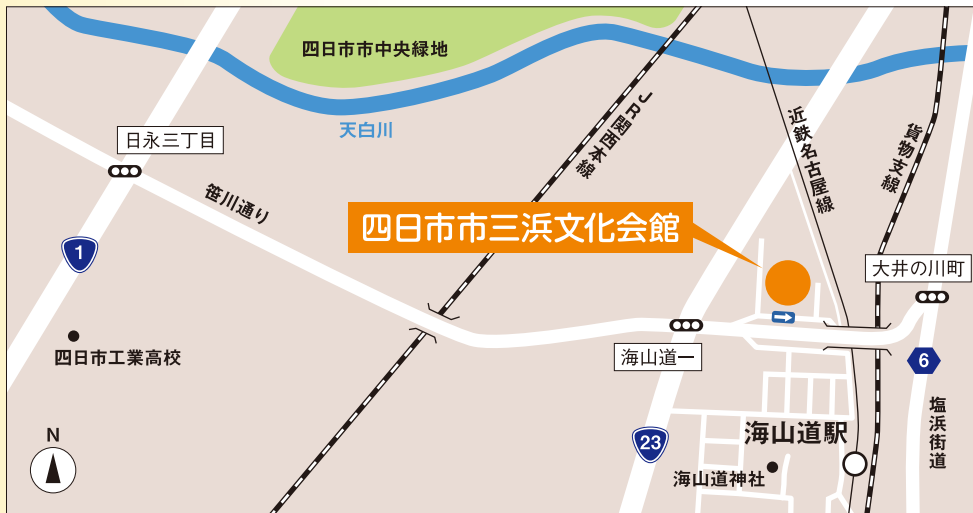 四日市市中央緑地
天白川
日永三丁目
笹川通り
JR関西本線
近鉄名古屋線
貨物支線
四日市市三浜文化会館
1
大井の川町
四日市工業高校
海山道一
6
塩浜街道
23
海山道駅
海山道神社
N